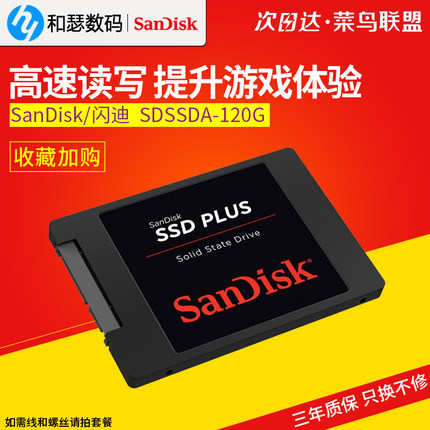 和瑟数码 SanDisk
次日达·菜鸟联盟
高速读写 提升游戏体验
SanDisk/闪迪 SDSSDA-120G
收藏加购
SanDisk
SSD PLUS
Solid State Drive
SanDisk®
如需线和螺丝请拍套餐
三年质保 只换不修